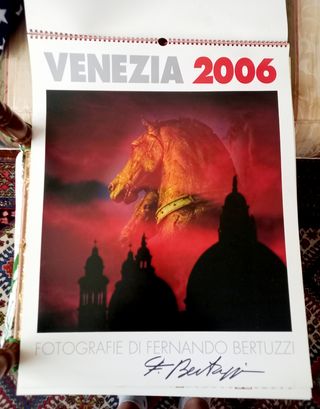 VENEZIA 2006
FOTOGRAFIE DI FERNANDO BERTUZZI
F. Bertuzzi